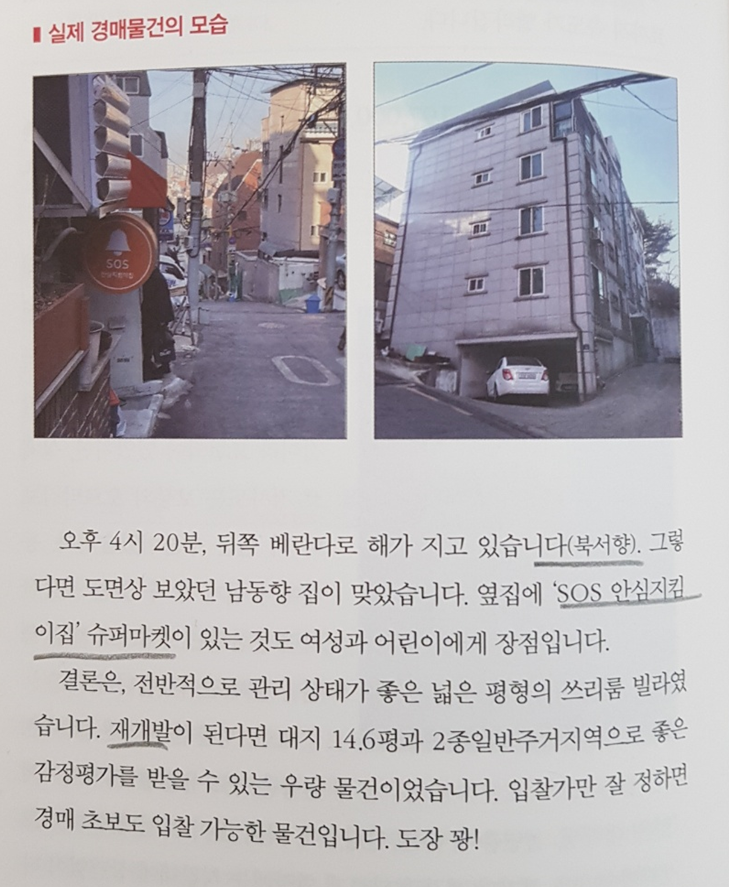 실제 경매물건의 모습
SOS
안심지킴이집
오후 4시 20분, 뒤쪽 베란다로 해가 지고 있습니다(북서향). 그렇
다면 도면상 보았던 남동향 집이 맞았습니다. 옆집에 ‘SOS 안심지킴
이집’ 슈퍼마켓이 있는 것도 여성과 어린이에게 장점입니다.
결론은, 전반적으로 관리 상태가 좋은 넓은 평형의 쓰리룸 빌라였
습니다. 재개발이 된다면 대지 14.6평과 2종일반주거지역으로 좋은
감정평가를 받을 수 있는 우량 물건이었습니다. 입찰가만 잘 정하면
경매 초보도 입찰 가능한 물건입니다. 도장 꽝!